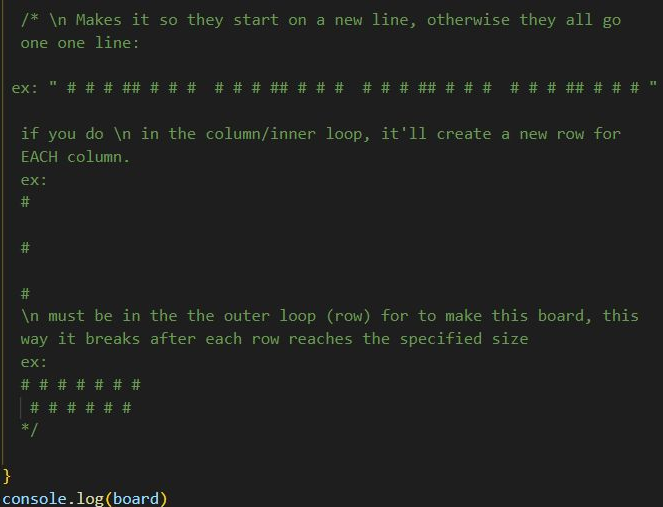 /* \n Makes it so they start on a new line, otherwise they all go
one one line:
ex: " # # # ## # # #  # # # ## # # #  # # # ## # # #  # # # ## # # # "
if you do \n in the column/inner loop, it'll create a new row for
EACH column.
ex:
#
#
#
\n must be in the the outer loop (row) for to make this board, this
way it breaks after each row reaches the specified size
ex:
# # # # # # #
# # # # # #
*/
}
console.log(board)